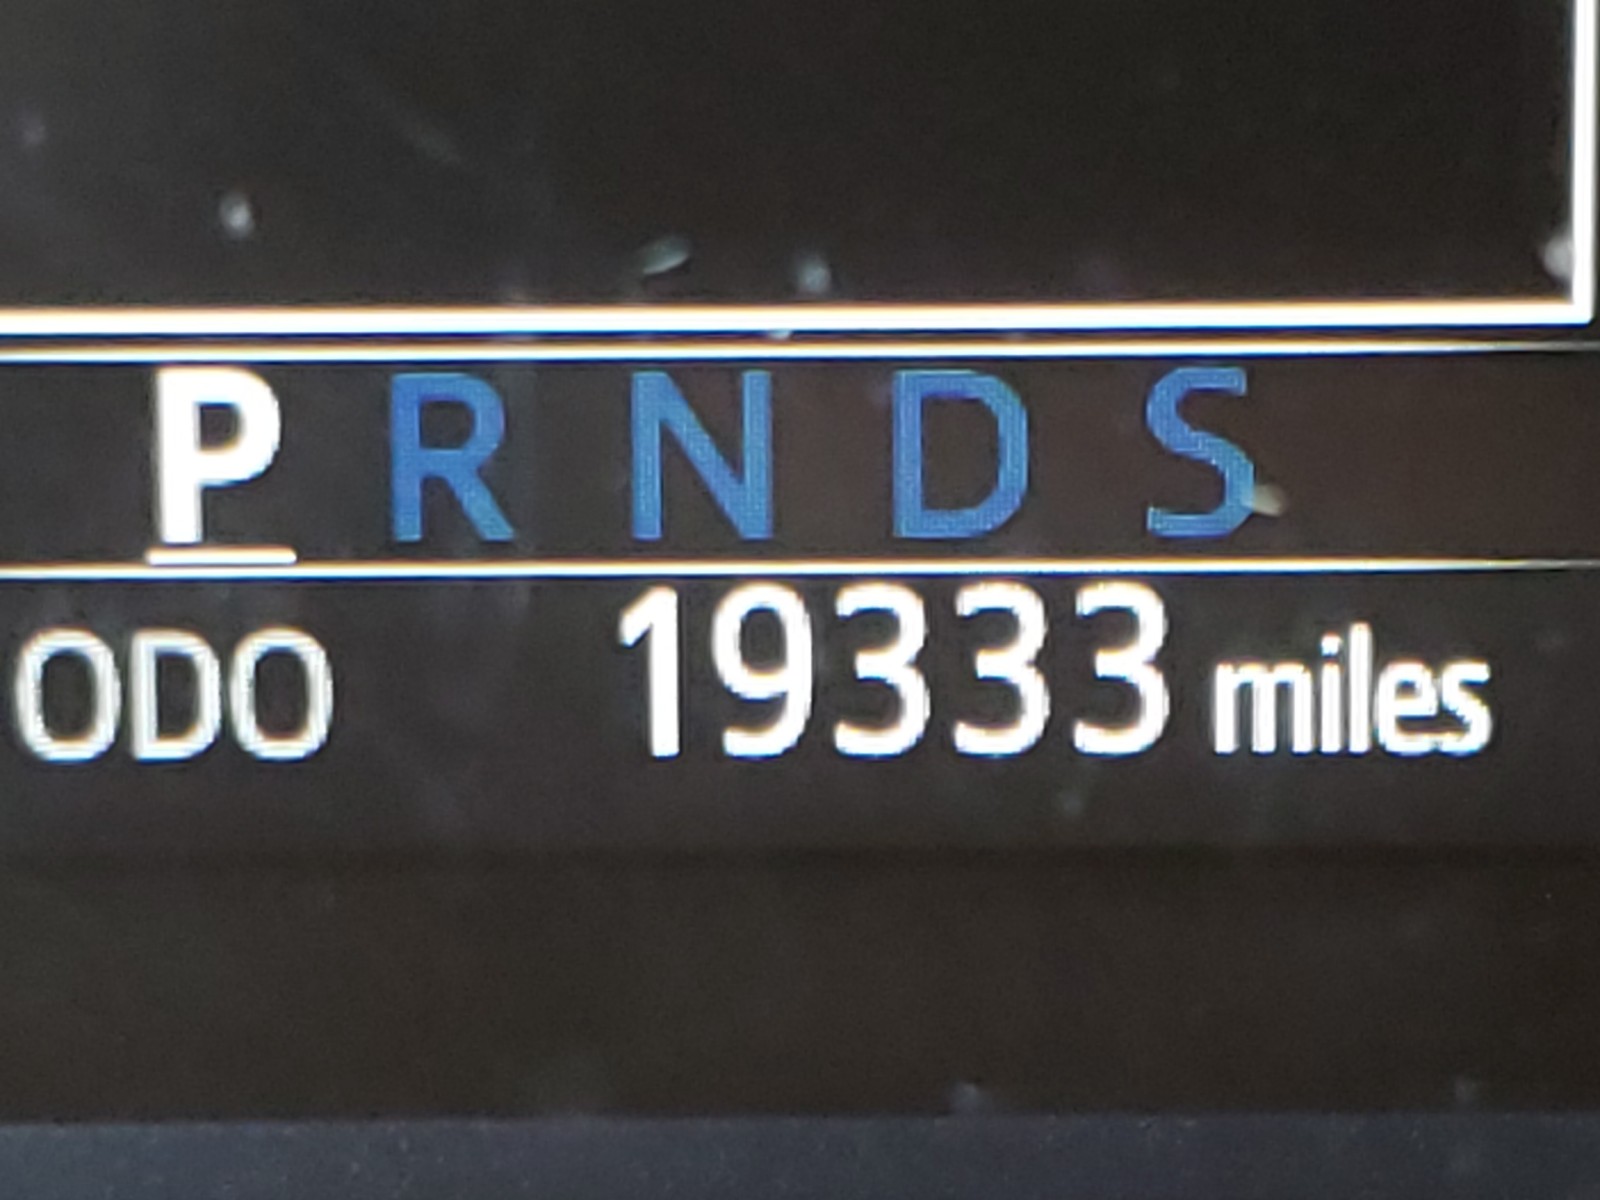 P R N D S
ODO 19333 miles